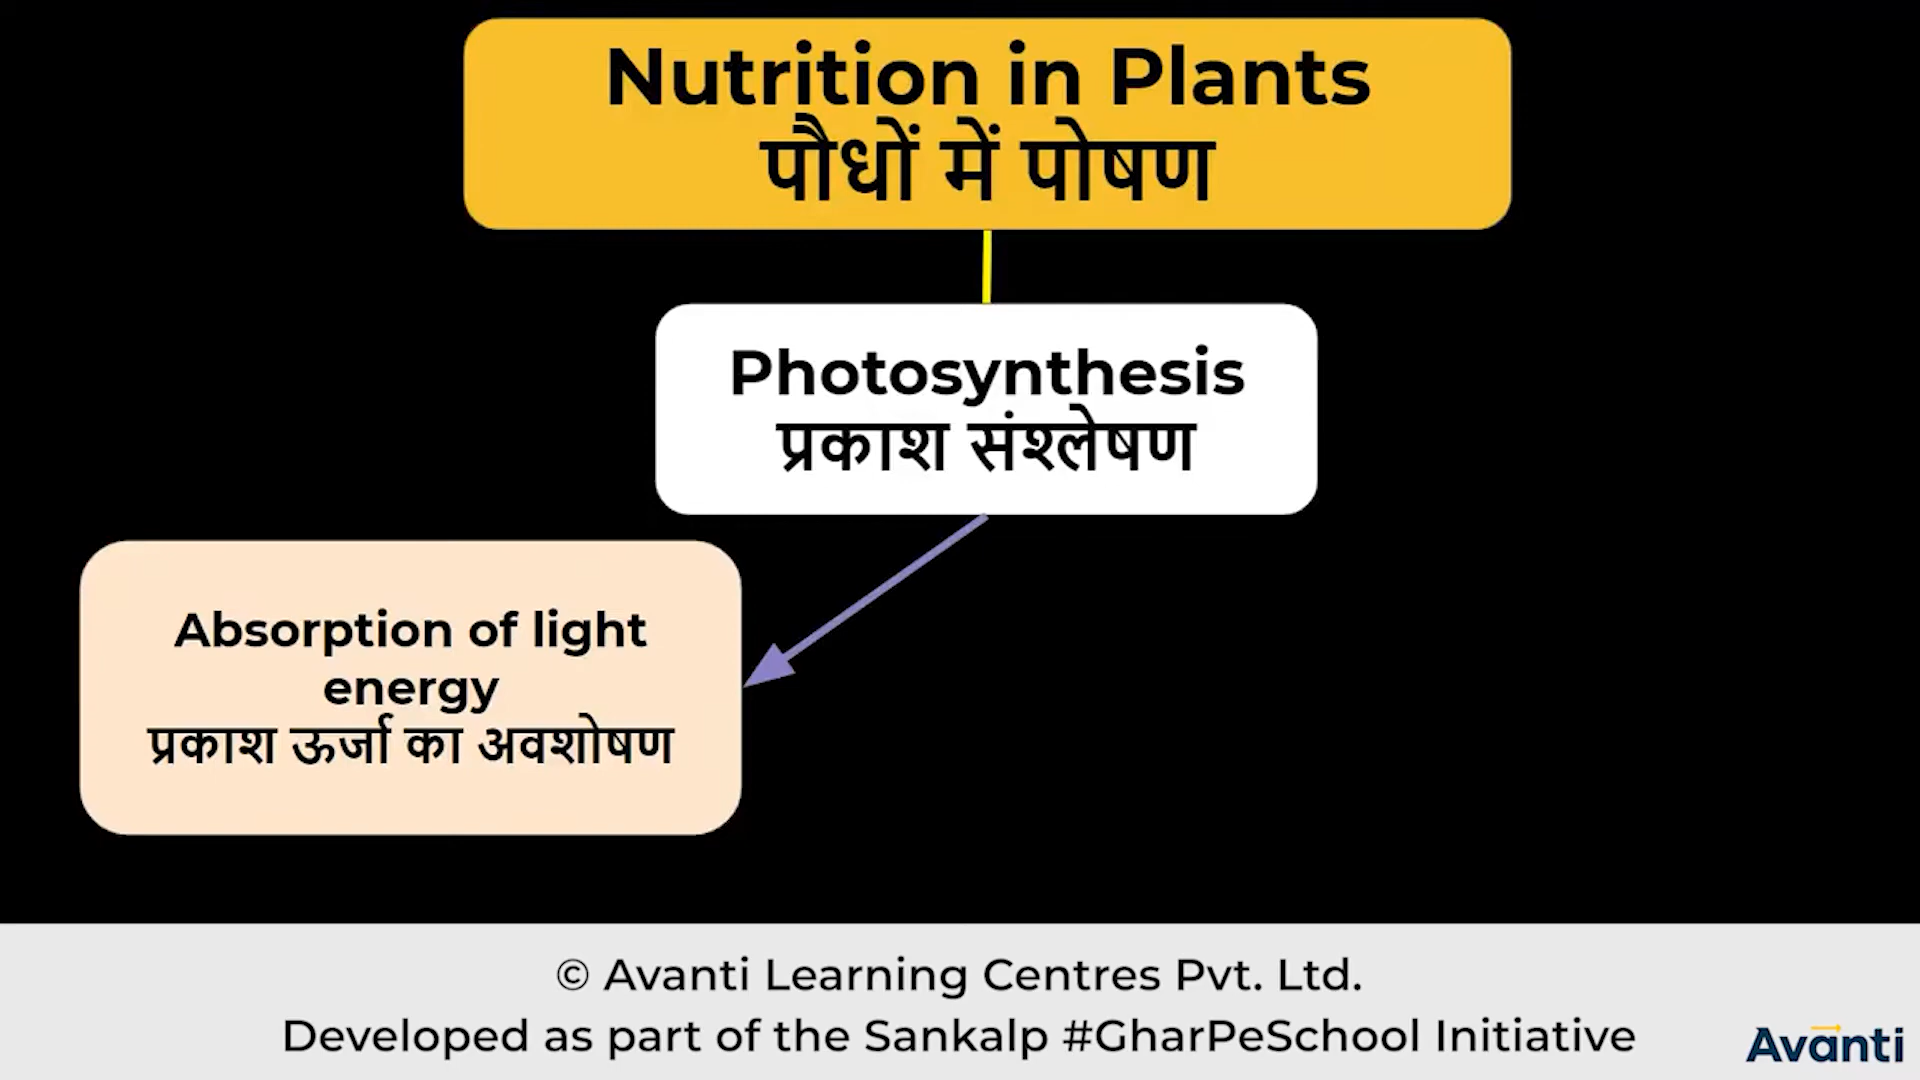 Nutrition in Plants
पौधों में पोषण
Photosynthesis
प्रकाश संश्लेषण
Absorption of light
energy
प्रकाश ऊर्जा का अवशोषण
© Avanti Learning Centres Pvt. Ltd.
Developed as part of the Sankalp #GharPeSchool Initiative
Avanti